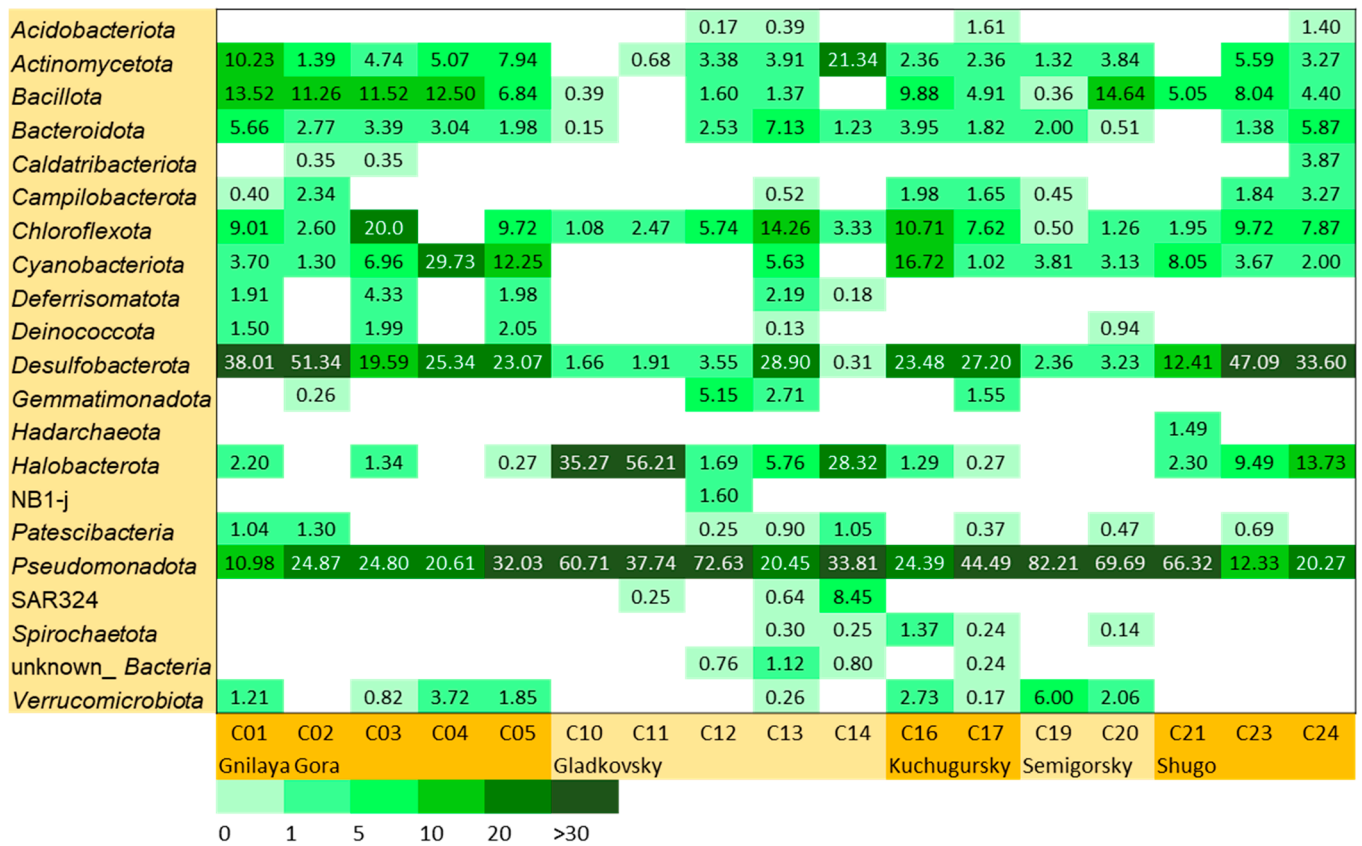 Acidobacteriota 0.17 0.39 1.61 1.40
Actinomycetota 10.23 1.39 4.74 5.07 7.94 0.68 3.38 3.91 21.34 2.36 2.36 1.32 3.84 5.59 3.27
Bacillota 13.52 11.26 11.52 12.50 6.84 0.39 1.60 1.37 9.88 4.91 0.36 14.64 5.05 8.04 4.40
Bacteroidota 5.66 2.77 3.39 3.04 1.98 0.15 2.53 7.13 1.23 3.95 1.82 2.00 0.51 1.38 5.87
Caldatribacteriota 0.35 0.35 3.87
Campilobacterota 0.40 2.34 0.52 1.98 1.65 0.45 1.84 3.27
Chloroflexota 9.01 2.60 20.0 9.72 1.08 2.47 5.74 14.26 3.33 10.71 7.62 0.50 1.26 1.95 9.72 7.87
Cyanobacteriota 3.70 1.30 6.96 29.73 12.25 5.63 16.72 1.02 3.81 3.13 8.05 3.67 2.00
Deferrisomatota 1.91 4.33 1.98 2.19 0.18
Deinococcota 1.50 1.99 2.05 0.13 0.94
Desulfobacterota 38.01 51.34 19.59 25.34 23.07 1.66 1.91 3.55 28.90 0.31 23.48 27.20 2.36 3.23 12.41 47.09 33.60
Gemmatimonadota 0.26 5.15 2.71 1.55
Hadarchaeota 1.49
Halobacterota 2.20 1.34 0.27 35.27 56.21 1.69 5.76 28.32 1.29 0.27 2.30 9.49 13.73
NB1-j 1.60
Patescibacteria 1.04 1.30 0.25 0.90 1.05 0.37 0.47 0.69
Pseudomonadota 10.98 24.87 24.80 20.61 32.03 60.71 37.74 72.63 20.45 33.81 24.39 44.49 82.21 69.69 66.32 12.33 20.27
SAR324 0.25 0.64 8.45
Spirochaetota 0.30 0.25 1.37 0.24 0.14
unknown_ Bacteria 0.76 1.12 0.80 0.24
Verrucomicrobiota 1.21 0.82 3.72 1.85 0.26 2.73 0.17 6.00 2.06
C01 C02 C03 C04 C05 C10 C11 C12 C13 C14 C16 C17 C19 C20 C21 C23 C24
Gnilaya Gora Gladkovsky Kuchugursky Semigorsky Shugo
0 1 5 10 20 >30